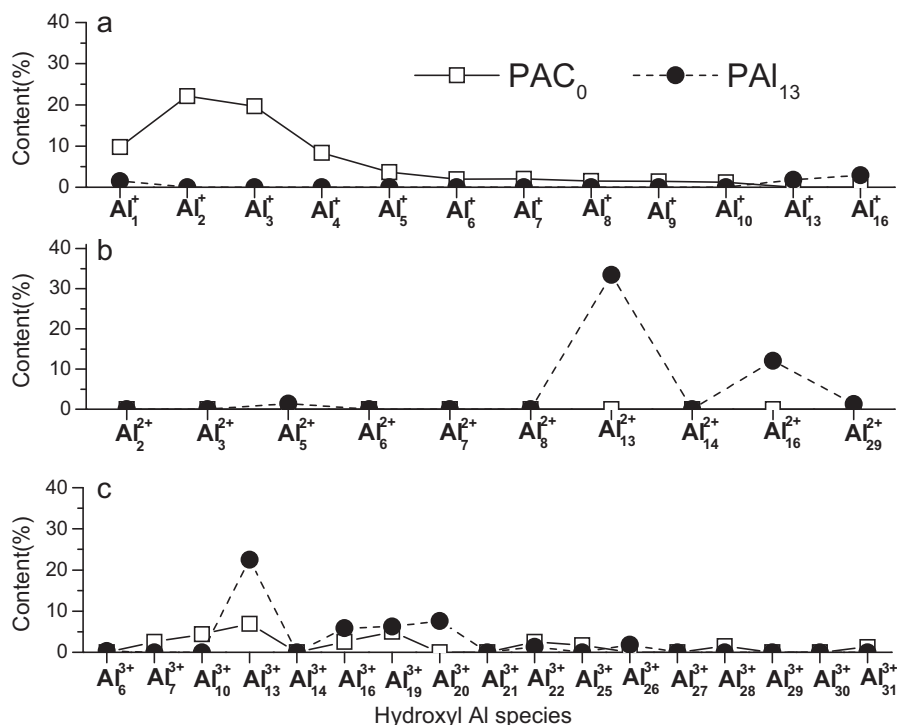 a
40
30
20
10
0
Content(%)
PAC₀ PAl₁₃
Al₁⁺ Al₂⁺ Al₃⁺ Al₄⁺ Al₅⁺ Al₆⁺ Al₇⁺ Al₈⁺ Al₉⁺ Al₁₀⁺ Al₁₃⁺ Al₁₆⁺
b
40
30
20
10
0
Content(%)
Al₂²⁺ Al₃²⁺ Al₅²⁺ Al₆²⁺ Al₇²⁺ Al₈²⁺ Al₁₃²⁺ Al₁₄²⁺ Al₁₆²⁺ Al₂₉²⁺
c
40
30
20
10
0
Content(%)
Al₆³⁺ Al₇³⁺ Al₁₀³⁺ Al₁₃³⁺ Al₁₄³⁺ Al₁₆³⁺ Al₁₉³⁺ Al₂₀³⁺ Al₂₁³⁺ Al₂₂³⁺ Al₂₅³⁺ Al₂₆³⁺ Al₂₇³⁺ Al₂₈³⁺ Al₂₉³⁺ Al₃₀³⁺ Al₃₁³⁺
Hydroxyl Al species